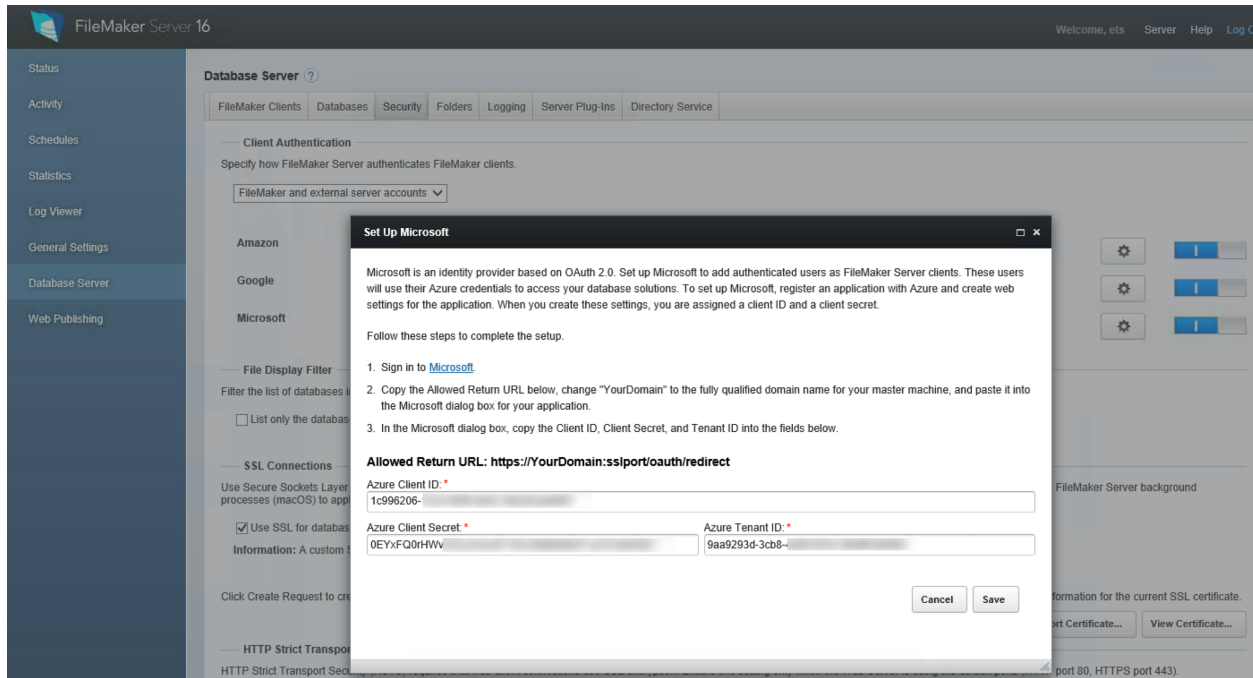 FileMaker Server 16
Welcome, ets Server Help Log
Status
Activity
Schedules
Statistics
Log Viewer
General Settings
Database Server
Web Publishing
Database Server ?
FileMaker Clients Databases Security Folders Logging Server Plug-Ins Directory Service
Client Authentication
Specify how FileMaker Server authenticates FileMaker clients.
FileMaker and external server accounts
Amazon
Google
Microsoft
File Display Filter
Filter the list of databases
List only the databas
SSL Connections
Use Secure Sockets Layer
processes (macOS) to appl
FileMaker Server background
Use SSL for databas
Information: A custom
Click Create Request to cre
formation for the current SSL certificate.
ort Certificate... View Certificate...
HTTP Strict Transpor
HTTP Strict Transport Secu
port 80, HTTPS port 443).
Set Up Microsoft
Microsoft is an identity provider based on OAuth 2.0. Set up Microsoft to add authenticated users as FileMaker Server clients. These users
will use their Azure credentials to access your database solutions. To set up Microsoft, register an application with Azure and create web
settings for the application. When you create these settings, you are assigned a client ID and a client secret.
Follow these steps to complete the setup.
1. Sign in to Microsoft.
2. Copy the Allowed Return URL below, change "YourDomain" to the fully qualified domain name for your master machine, and paste it into
the Microsoft dialog box for your application.
3. In the Microsoft dialog box, copy the Client ID, Client Secret, and Tenant ID into the fields below.
Allowed Return URL: https://YourDomain:sslport/oauth/redirect
Azure Client ID: *
1c996206-
Azure Client Secret: * Azure Tenant ID: *
0EYxFQ0rHWv 9aa9293d-3cb8-
Cancel Save